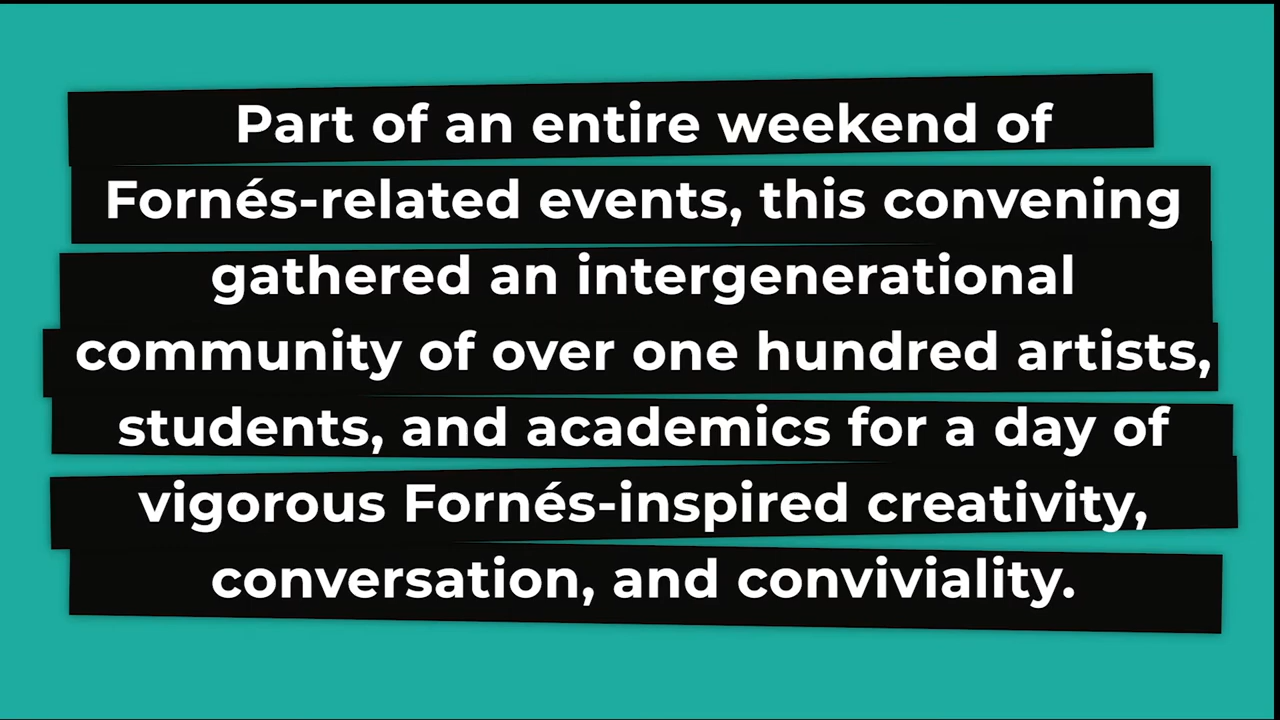 Part of an entire weekend of
Fornés-related events, this convening
gathered an intergenerational
community of over one hundred artists,
students, and academics for a day of
vigorous Fornés-inspired creativity,
conversation, and conviviality.